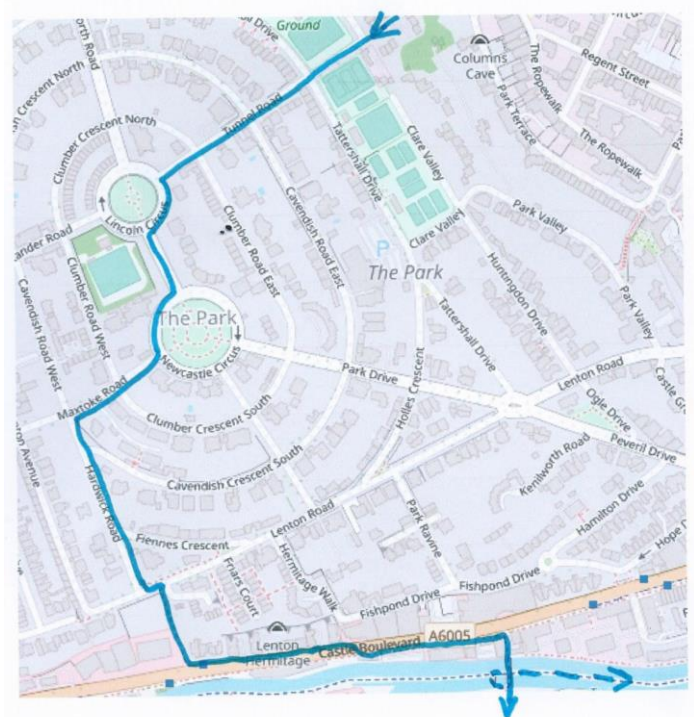 Ground
Columns
Cave
The Ropewalk
Regent Street
Park Terrace
The Ropewalk
Crescent North
Clumber Crescent North
Tunnel Road
Tattershall Drive
Clare Valley
Clare Valley
Park Valley
Park Valley
Lincoln Circus
Cavendish Road East
Clumber Road East
Clumber Road West
Cavendish Road West
P
The Park
Huntingdon Drive
Tattershall Drive
The Park
Newcastle Circus
Park Drive
Holles Crescent
Lenton Road
Ogle Drive
Peveril Drive
Maxtoke Road
Clumber Crescent South
Cavendish Crescent South
Kenilworth Road
Hamilton Drive
Hardwick Road
Fiennes Crescent
Lenton Road
Park Ravine
Friars Court
Hermitage Walk
Fishpond Drive
Fishpond Drive
Lenton
Hermitage
Castle Boulevard
A6005